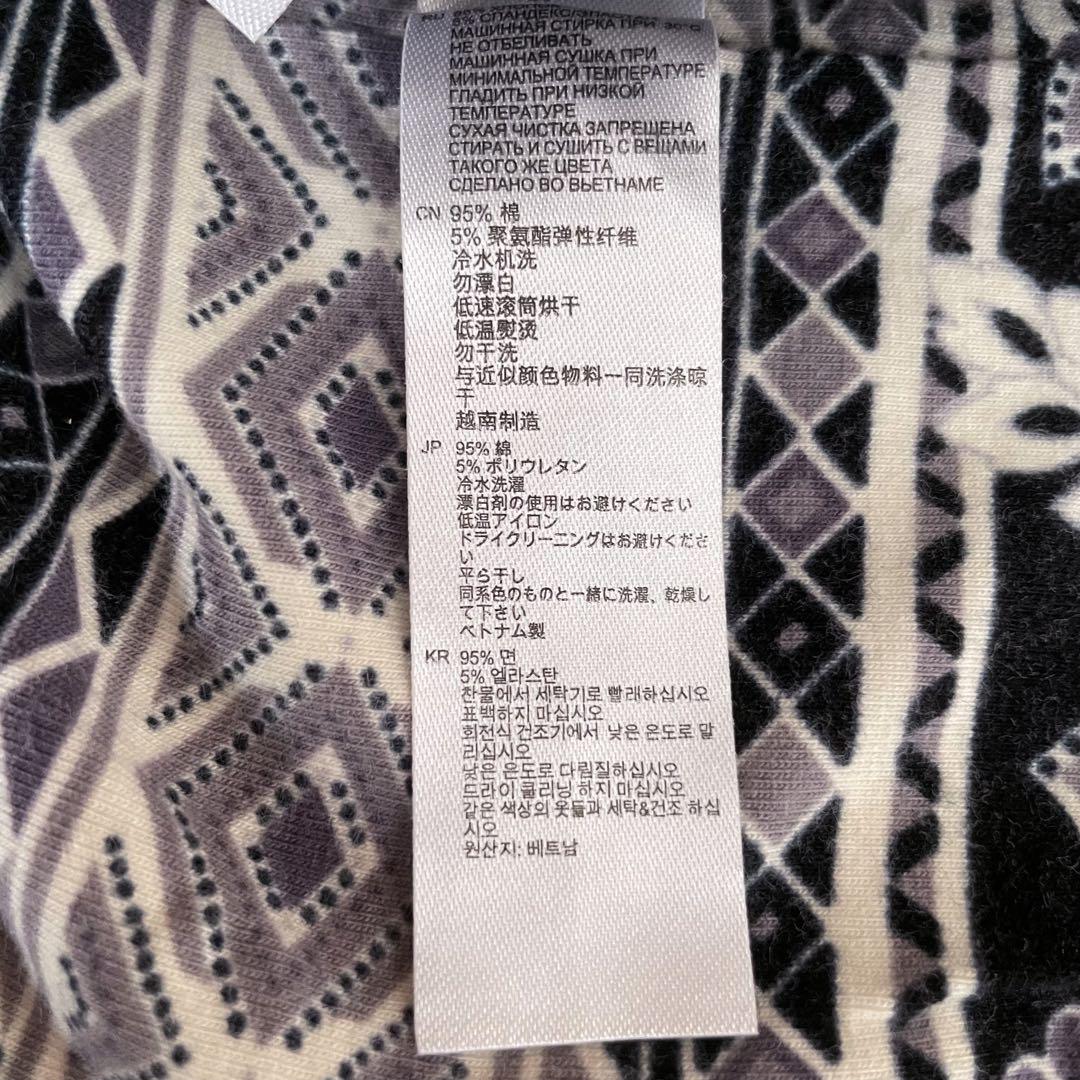 5% СПАНДЕКС/ЭЛАС
МАШИННАЯ СТИРКА ПРИ 30°C
НЕ ОТБЕЛИВАТЬ
МАШИННАЯ СУШКА ПРИ
МИНИМАЛЬНОЙ ТЕМПЕРАТУРЕ
ГЛАДИТЬ ПРИ НИЗКОЙ
ТЕМПЕРАТУРЕ
СУХАЯ ЧИСТКА ЗАПРЕЩЕНА
СТИРАТЬ И СУШИТЬ С ВЕЩАМИ
ТАКОГО ЖЕ ЦВЕТА
СДЕЛАНО ВО ВЬЕТНАМЕ
CN 95% 棉
5% 聚氨酯弹性纤维
冷水机洗
勿漂白
低速滚筒烘干
低温熨烫
勿干洗
与近似颜色物料一同洗涤晾
干
越南制造
JP 95% 綿
5% ポリウレタン
冷水洗濯
漂白剤の使用はお避けください
低温アイロン
ドライクリーニングはお避けくださ
い
平ら干し
同系色のものと一緒に洗濯、乾燥し
て下さい
ベトナム製
KR 95% 면
5% 엘라스탄
찬물에서 세탁기로 빨래하십시오
표백하지 마십시오
회전식 건조기에서 낮은 온도로 말
리십시오
낮은 온도로 다림질하십시오
드라이 클리닝 하지 마십시오
같은 색상의 옷들과 세탁&건조 하십
시오
원산지: 베트남